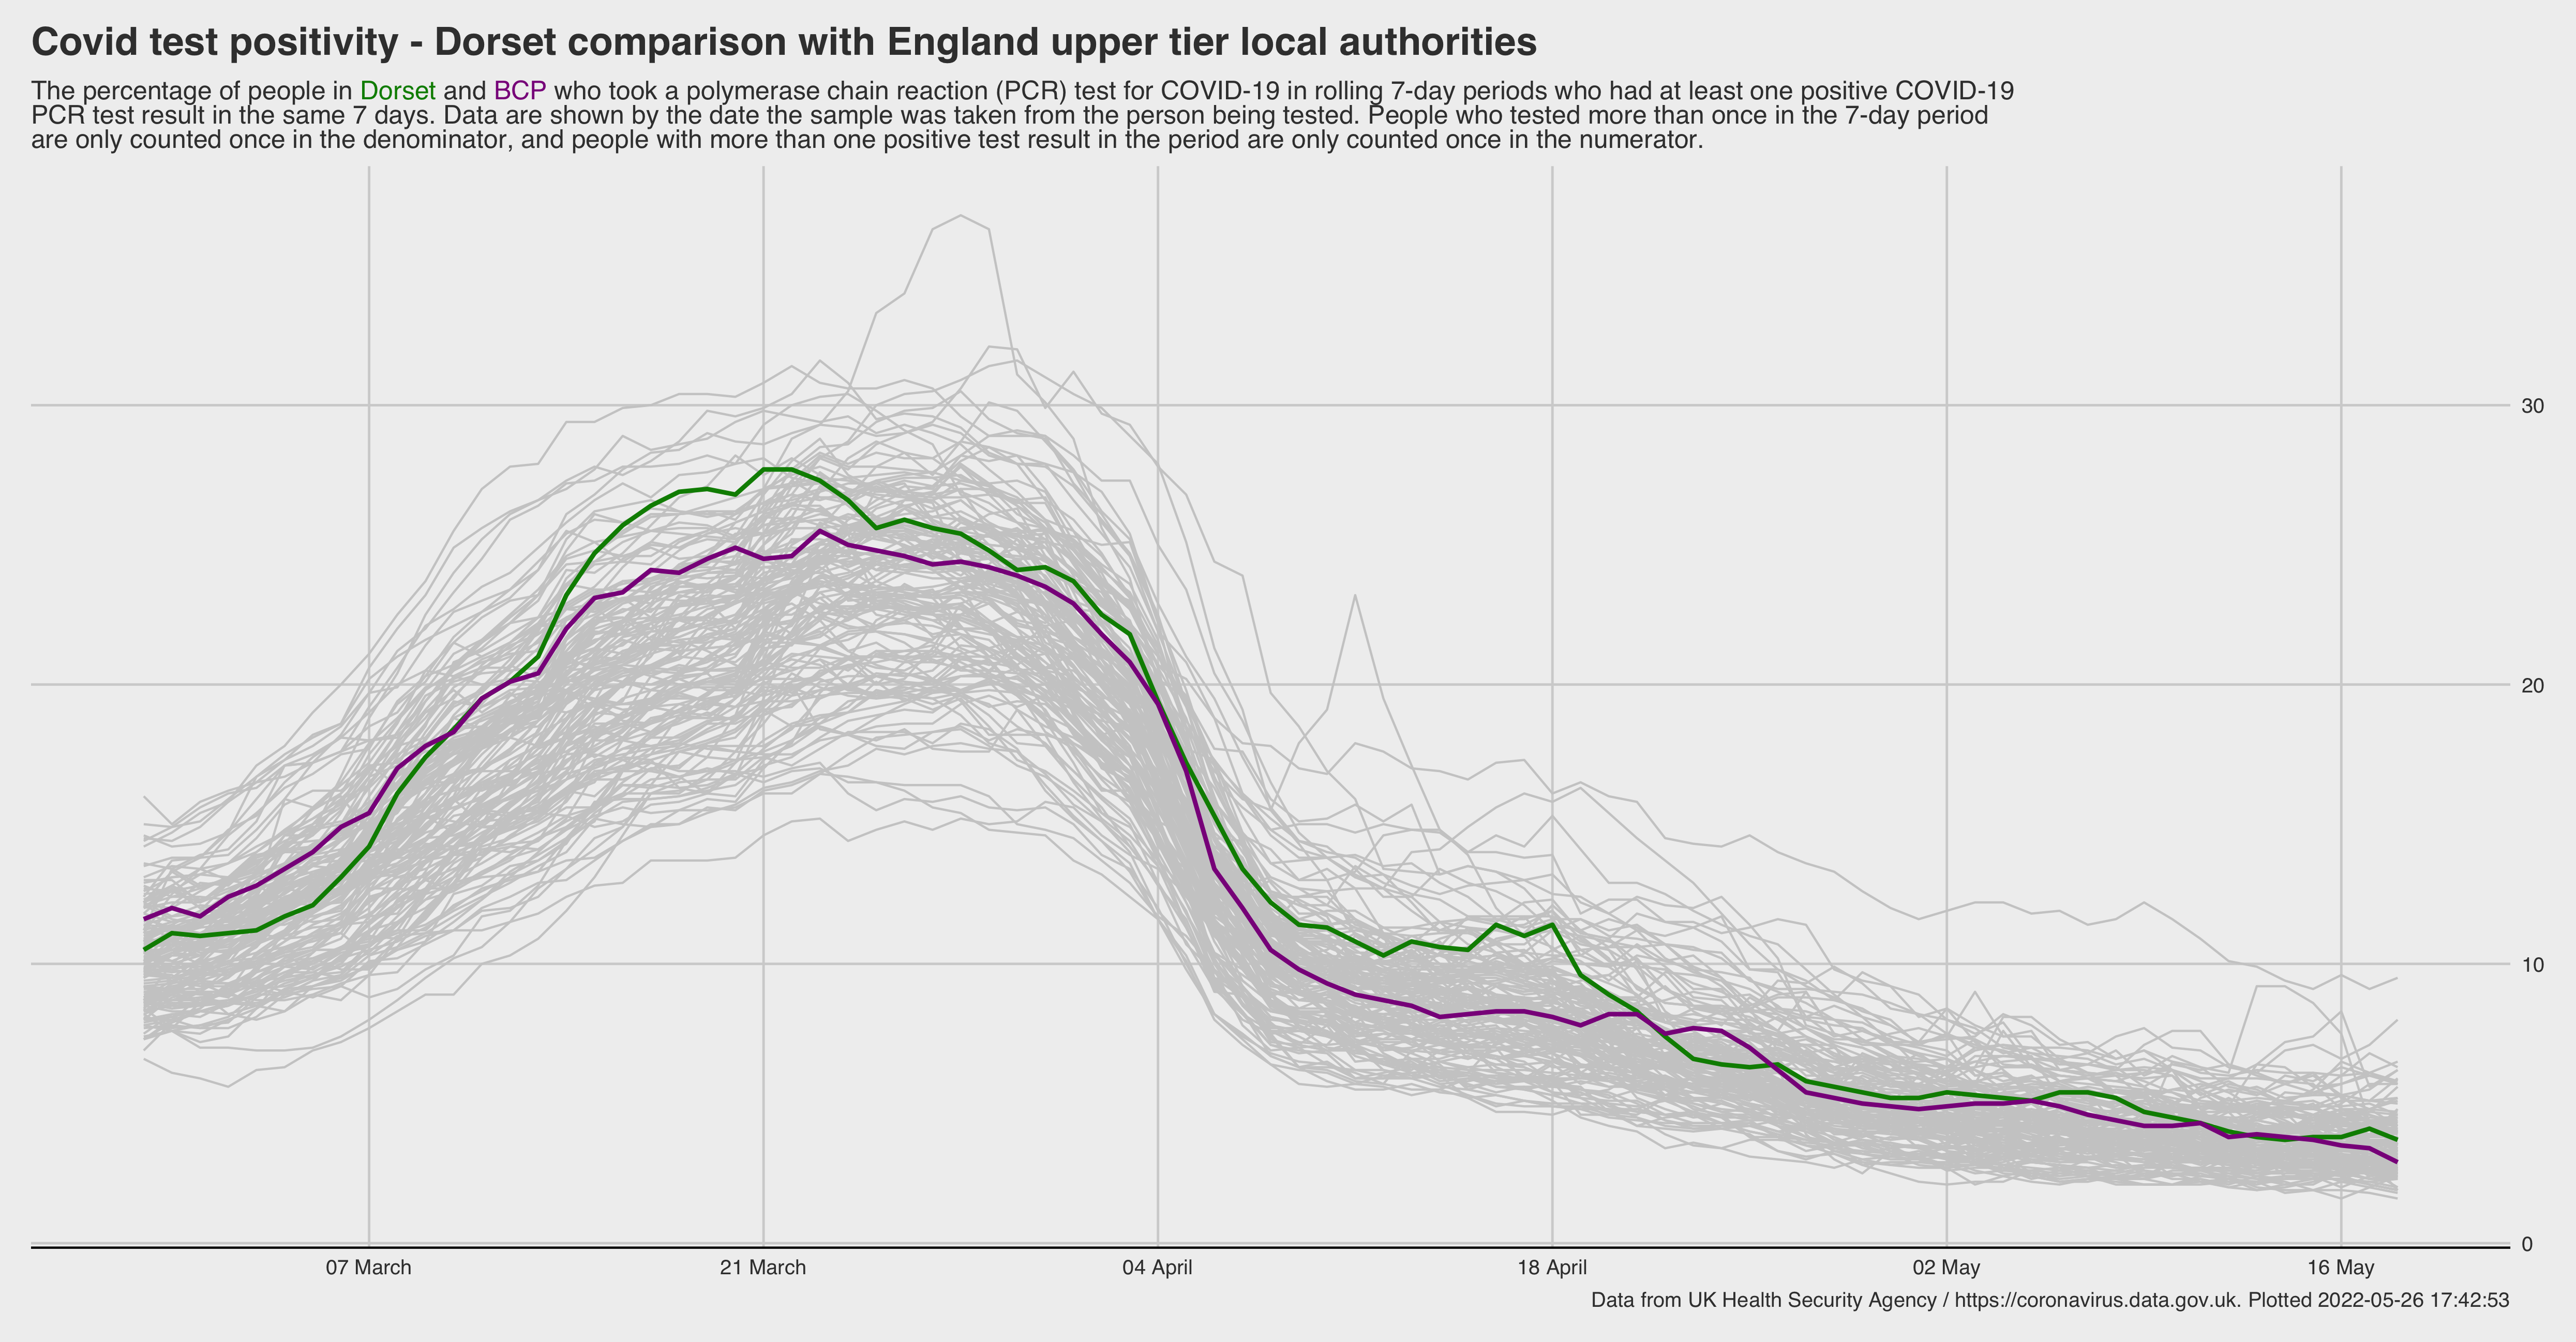 Covid test positivity - Dorset comparison with England upper tier local authorities
The percentage of people in Dorset and BCP who took a polymerase chain reaction (PCR) test for COVID-19 in rolling 7-day periods who had at least one positive COVID-19
PCR test result in the same 7 days. Data are shown by the date the sample was taken from the person being tested. People who tested more than once in the 7-day period
are only counted once in the denominator, and people with more than one positive test result in the period are only counted once in the numerator.
30
20
10
0
07 March
21 March
04 April
18 April
02 May
16 May
Data from UK Health Security Agency / https://coronavirus.data.gov.uk. Plotted 2022-05-26 17:42:53